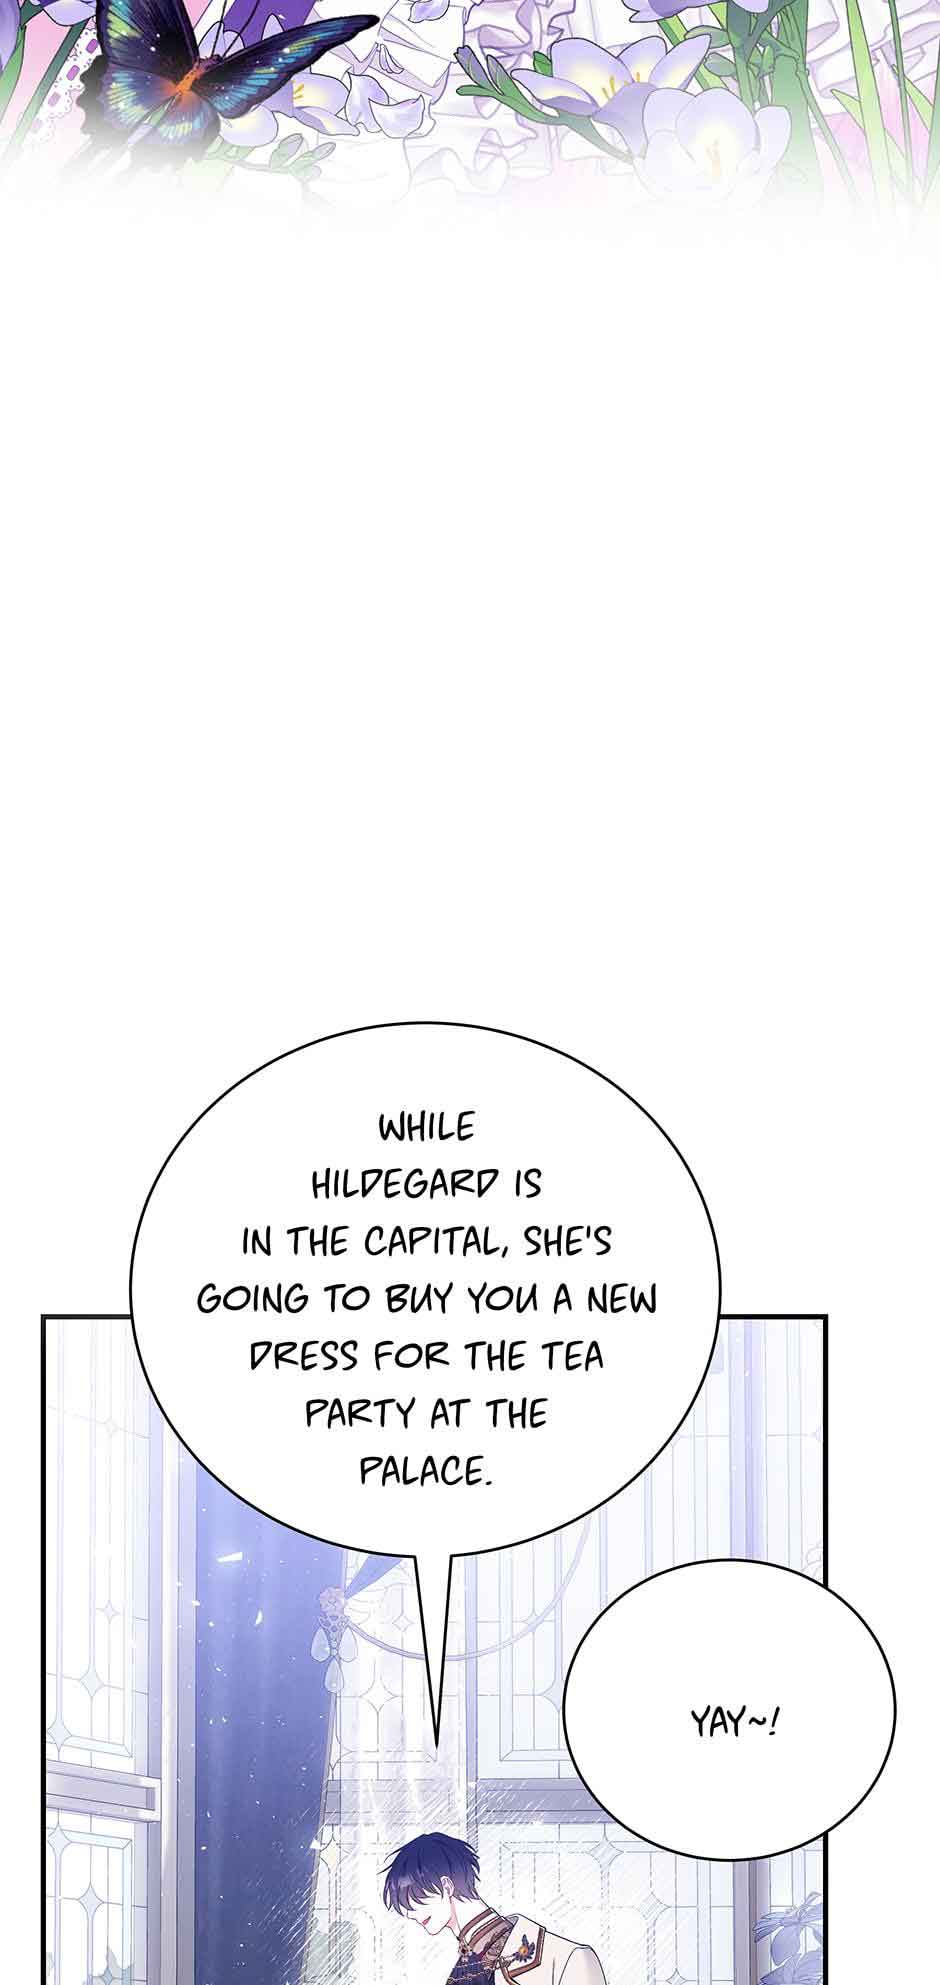 WHILE
HILDEGARD IS
IN THE CAPITAL, SHE'S
GOING TO BUY YOU A NEW
DRESS FOR THE TEA
PARTY AT THE
PALACE.
YAY~!